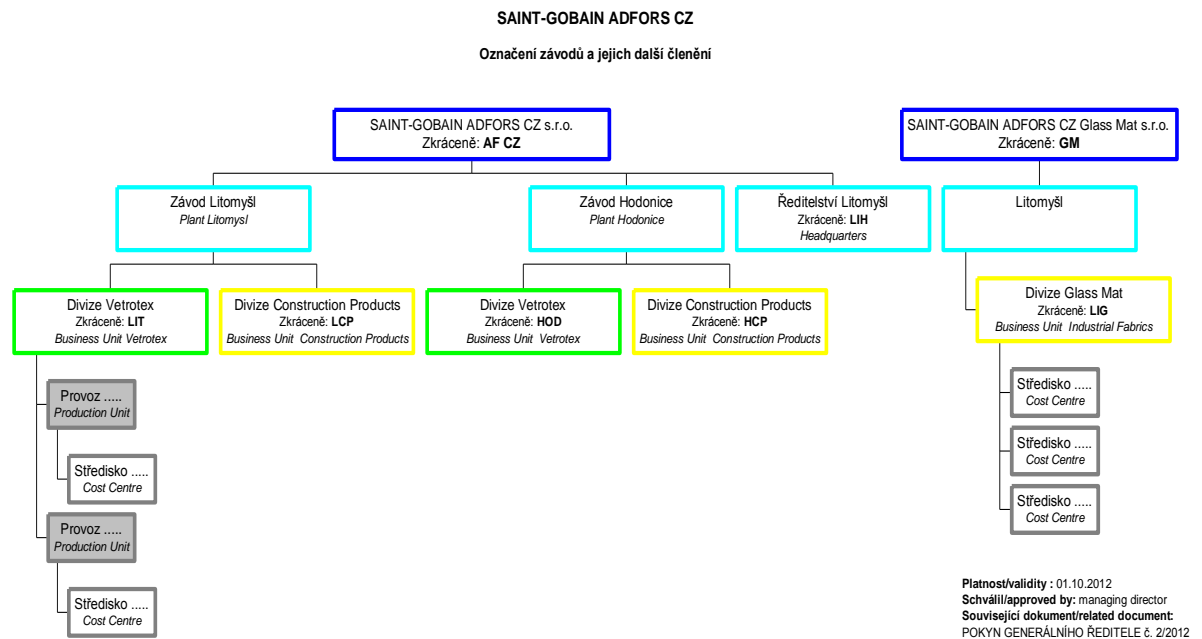 SAINT-GOBAIN ADFORS CZ
Označení závodů a jejich další členění
SAINT-GOBAIN ADFORS CZ s.r.o.
Zkráceně: AF CZ
SAINT-GOBAIN ADFORS CZ Glass Mat s.r.o.
Zkráceně: GM
Závod Litomyšl
Plant Litomysl
Závod Hodonice
Plant Hodonice
Ředitelství Litomyšl
Zkráceně: LIH
Headquarters
Litomyšl
Divize Vetrotex
Zkráceně: LIT
Business Unit Vetrotex
Divize Construction Products
Zkráceně: LCP
Business Unit Construction Products
Divize Vetrotex
Zkráceně: HOD
Business Unit Vetrotex
Divize Construction Products
Zkráceně: HCP
Business Unit Construction Products
Divize Glass Mat
Zkráceně: LIG
Business Unit Industrial Fabrics
Provoz .....
Production Unit
Středisko .....
Cost Centre
Provoz .....
Production Unit
Středisko .....
Cost Centre
Středisko .....
Cost Centre
Středisko .....
Cost Centre
Středisko .....
Cost Centre
Platnost/validity : 01.10.2012
Schválil/approved by: managing director
Související dokument/related document:
POKYN GENERÁLNÍHO ŘEDITELE č. 2/2012